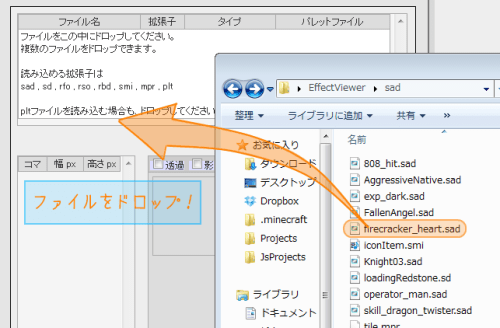 ファイル名 拡張子 タイプ パレットファイル
ファイルをこの中にドロップしてください。
複数のファイルをドロップできます。
読み込める拡張子は
sad , sd , rfo , rso , rbd , smi , mpr , plt
pltファイルを読み込む場合も、ドロップしてください
コマ 幅 px 高さ px 透過 影
ファイルをドロップ！
EffectViewer sad
整理 ライブラリに追加 共有 »
お気に入り
ダウンロード
デスクトップ
Dropbox
.minecraft
Projects
JsProjects
ライブラリ
ドキュメント
名前
808_hit.sad
AggressiveNative.sad
exp_dark.sad
FallenAngel.sad
firecracker_heart.sad
iconItem.smi
Knight03.sad
loadingRedstone.sd
operator_man.sad
skill_dragon_twister.sad
tile.mpr